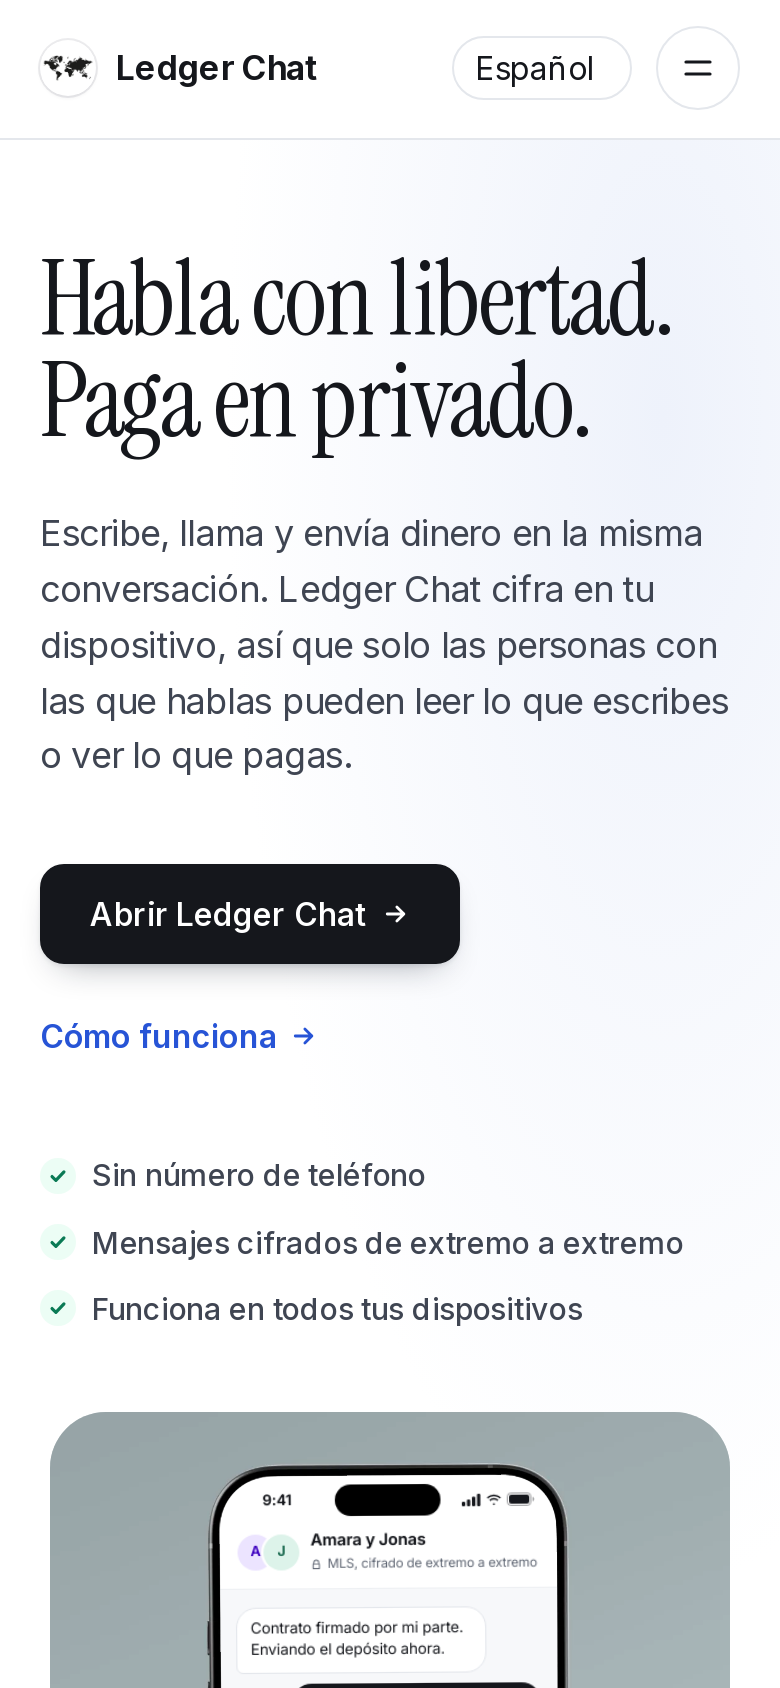 Ledger Chat
Español
Habla con libertad.
Paga en privado.
Escribe, llama y envía dinero en la misma
conversación. Ledger Chat cifra en tu
dispositivo, así que solo las personas con
las que hablas pueden leer lo que escribes
o ver lo que pagas.
Abrir Ledger Chat →
Cómo funciona →
Sin número de teléfono
Mensajes cifrados de extremo a extremo
Funciona en todos tus dispositivos
9:41
A J
Amara y Jonas
MLS, cifrado de extremo a extremo
Contrato firmado por mi parte.
Enviando el depósito ahora.